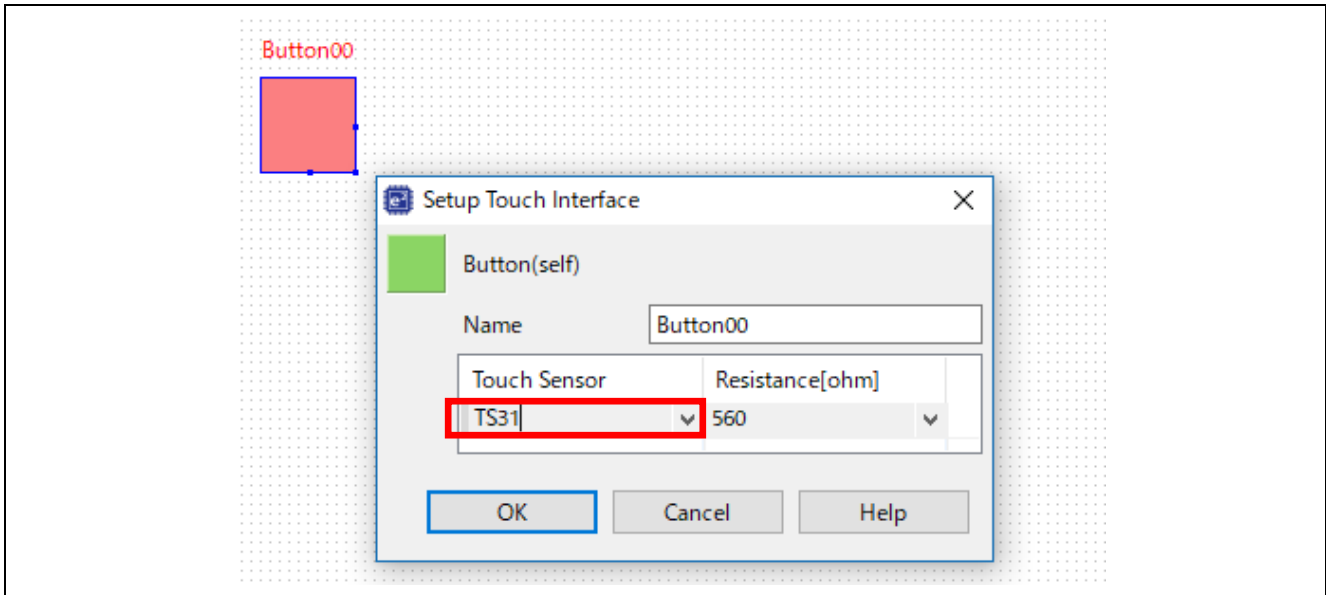 Button00
Setup Touch Interface
Button(self)
Name Button00
Touch Sensor Resistance[ohm]
TS31 560
OK Cancel Help